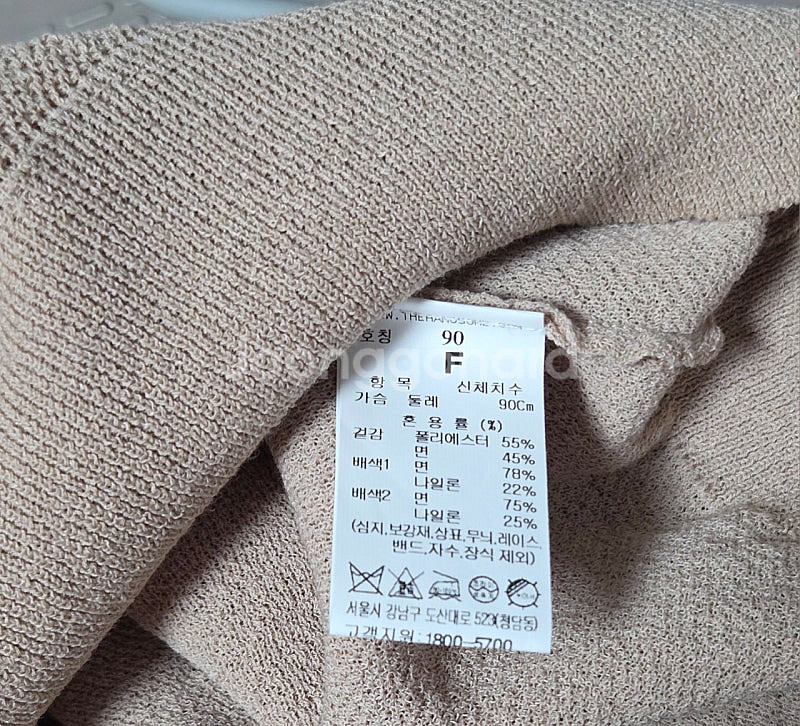 W.THEHANDSOME.
호칭 90
F
joonggonara
항 목 신체치수
가슴 둘레 90Cm
혼 용 률 (%)
겉감 폴리에스터 55%
면 45%
배색1 면 78%
나일론 22%
배색2 면 75%
나일론 25%
(심지,보강재,상표,무늬,레이스,
밴드,자수,장식 제외)
서울시 강남구 도산대로 523(청담동)
고객지원 : 1800-5700